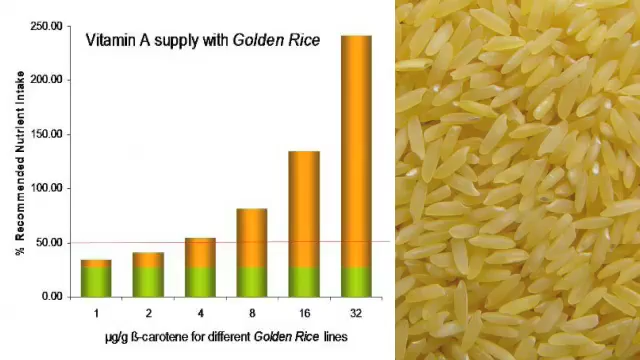 Vitamin A supply with Golden Rice
% Recommended Nutrient Intake
250.00
200.00
150.00
100.00
50.00
0.00
1 2 4 8 16 32
µg/g ß-carotene for different Golden Rice lines